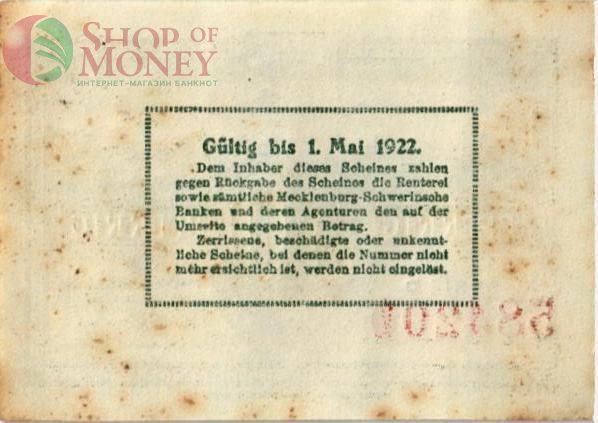 SHOP OF
MONEY
ИНТЕРНЕТ-МАГАЗИН БАНКНОТ
Gültig bis 1. Mai 1922.
Dem Inhaber dieses Scheines zahlen
gegen Rückgabe des Scheines die Renterei
sowie sämtliche Mecklenburg-Schwerinsche
Banken und deren Agenturen den auf der
Umseite angegebenen Betrag.
Zerrissene, beschädigte oder unkennt-
liche Scheine, bei denen die Nummer nicht
mehr ersichtlich ist, werden nicht eingelöst.